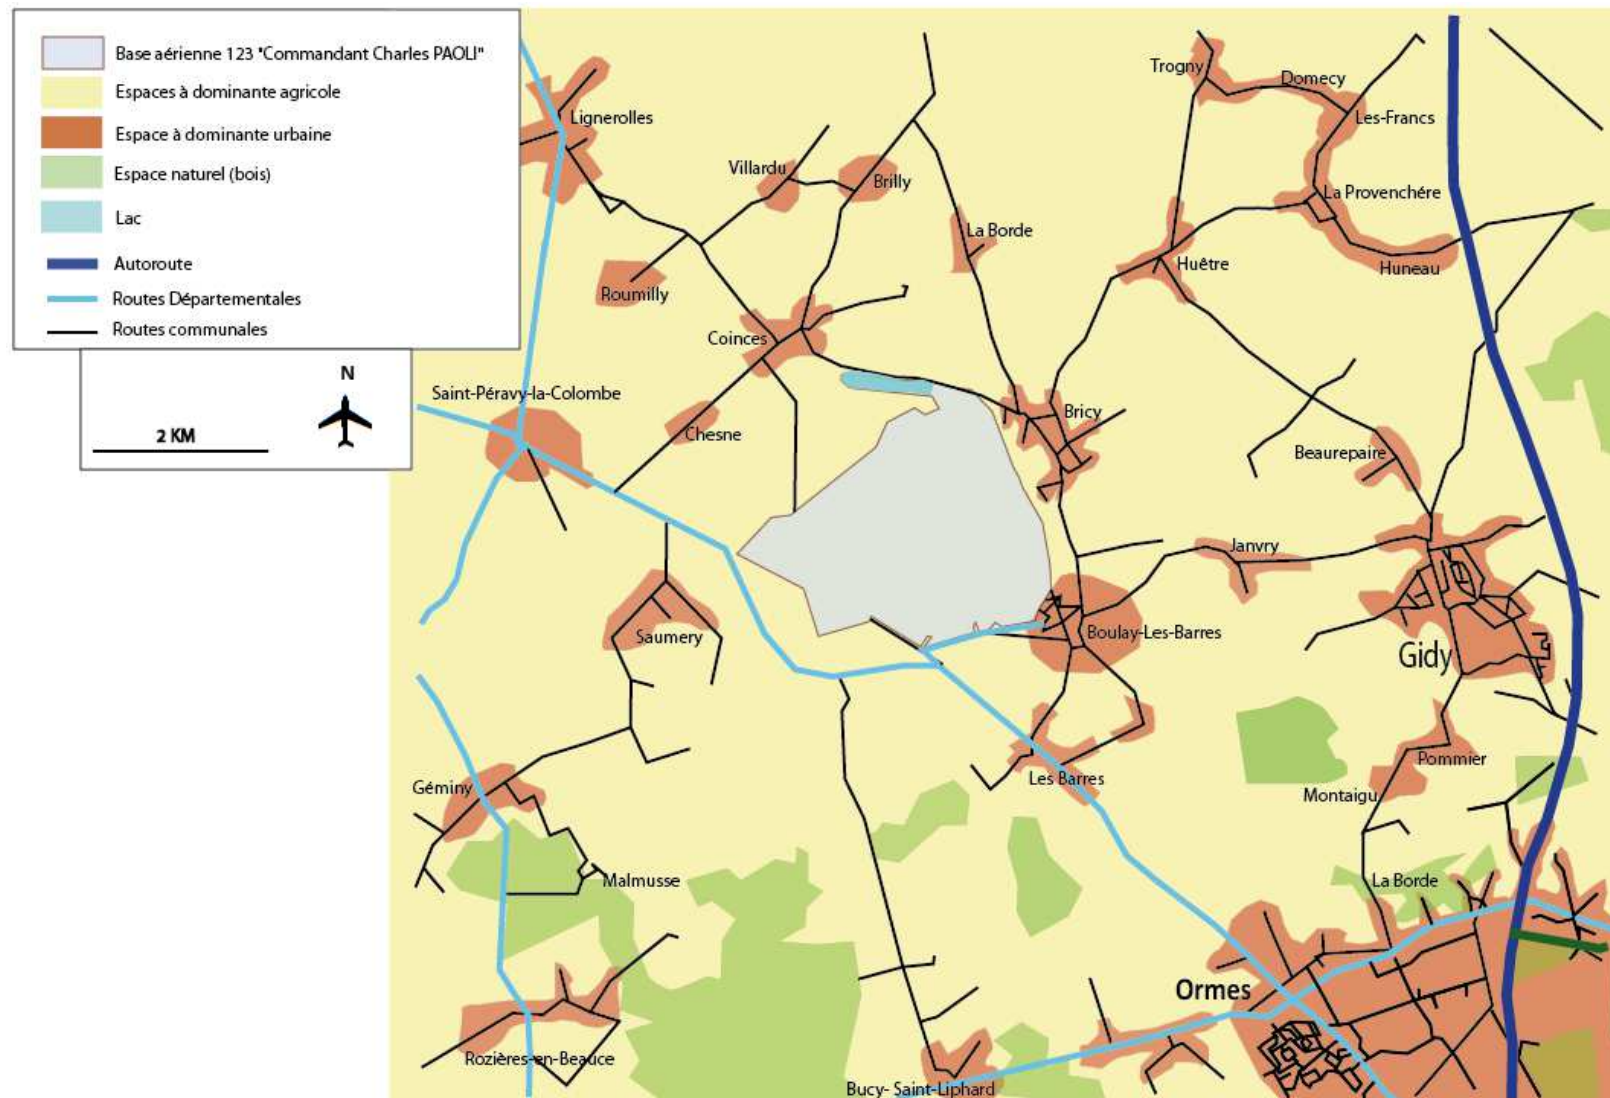 Base aérienne 123 "Commandant Charles PAOLI"
Espaces à dominante agricole
Espace à dominante urbaine
Espace naturel (bois)
Lac
Autoroute
Routes Départementales
Routes communales
N
2 KM
Trogny
Domecy
Les-Francs
Lignerolles
Villardu
Brilly
La Provenchére
La Borde
Huêtre
Huneau
Roumilly
Coinces
Saint-Péravy-la-Colombe
Bricy
Chesne
Beaurepaire
Janvry
Saumery
Boulay-Les-Barres
Gidy
Pommier
Les Barres
Géminy
Montaigu
Malmusse
La Borde
Ormes
Rozières-en-Beauce
Bucy- Saint-Liphard